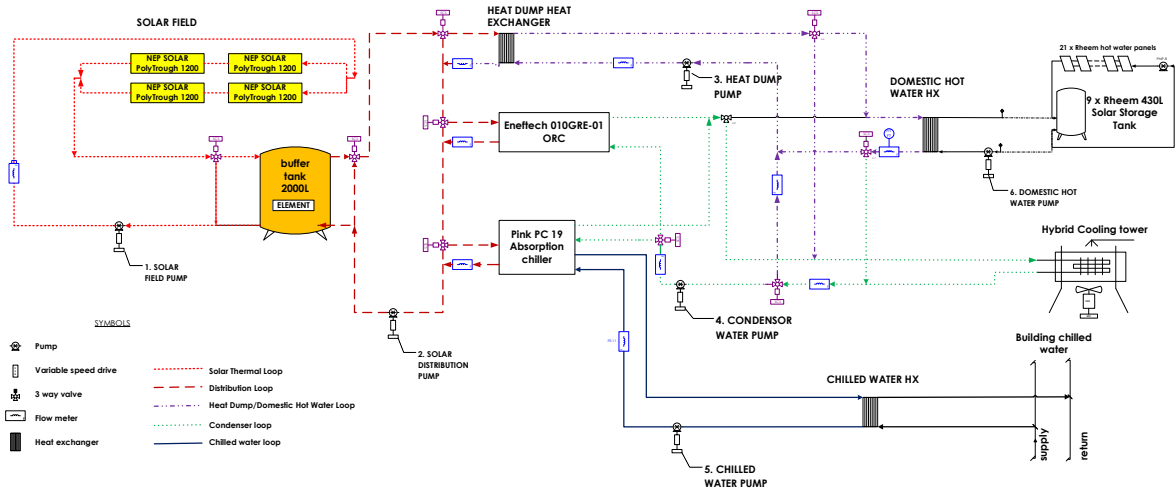 SOLAR FIELD
HEAT DUMP HEAT
EXCHANGER
NEP SOLAR
PolyTrough 1200
NEP SOLAR
PolyTrough 1200
NEP SOLAR
PolyTrough 1200
NEP SOLAR
PolyTrough 1200
21 x Rheem hot water panels
3. HEAT DUMP
PUMP
DOMESTIC HOT
WATER HX
9 x Rheem 430L
Solar Storage
Tank
Eneftech 010GRE-01
ORC
buffer
tank
2000L
ELEMENT
6. DOMESTIC HOT
WATER PUMP
Pink PC 19
Absorption
chiller
Hybrid Cooling tower
1. SOLAR
FIELD PUMP
4. CONDENSOR
WATER PUMP
SYMBOLS
Pump
Variable speed drive
3 way valve
Flow meter
Heat exchanger
Solar Thermal Loop
Distribution Loop
Heat Dump/Domestic Hot Water Loop
Condenser loop
Chilled water loop
2. SOLAR
DISTRIBUTION
PUMP
Building chilled
water
CHILLED WATER HX
supply
return
5. CHILLED
WATER PUMP